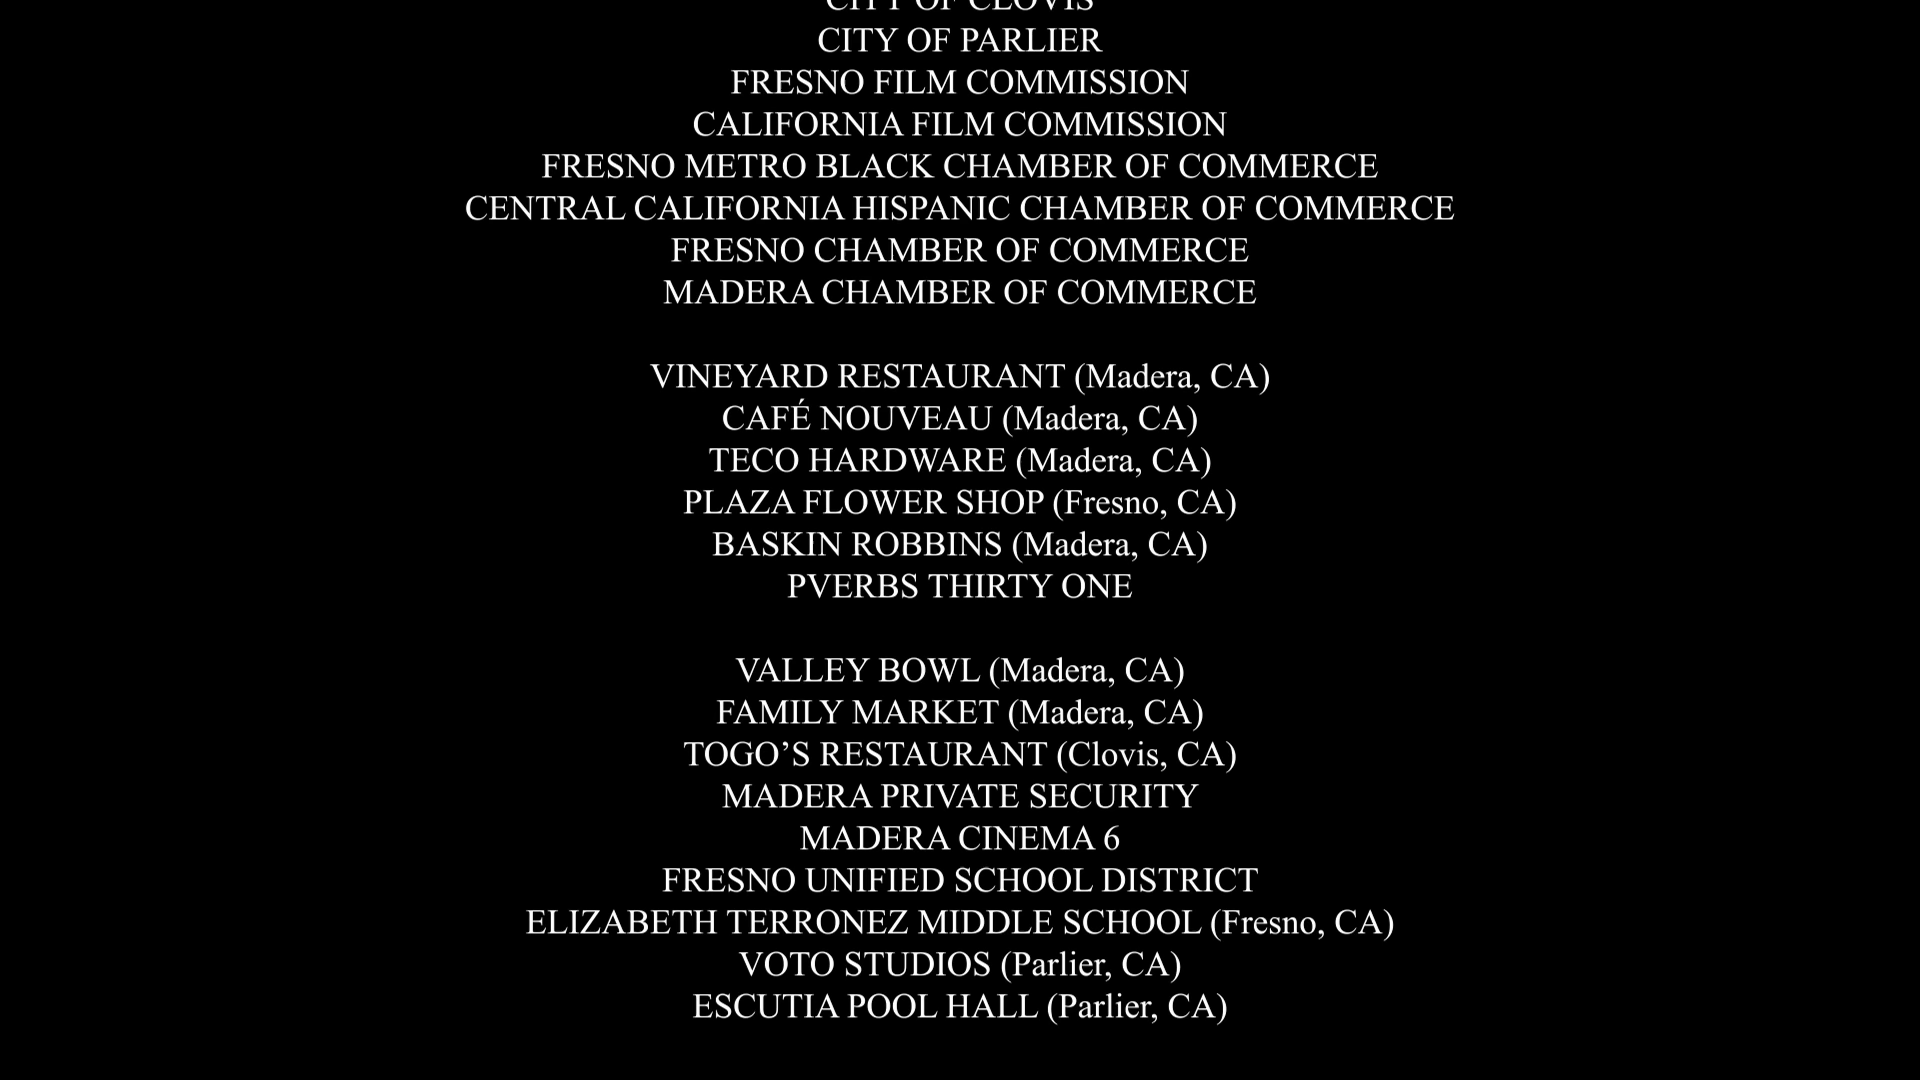 CITY OF CLOVIS
CITY OF PARLIER
FRESNO FILM COMMISSION
CALIFORNIA FILM COMMISSION
FRESNO METRO BLACK CHAMBER OF COMMERCE
CENTRAL CALIFORNIA HISPANIC CHAMBER OF COMMERCE
FRESNO CHAMBER OF COMMERCE
MADERA CHAMBER OF COMMERCE
VINEYARD RESTAURANT (Madera, CA)
CAFÉ NOUVEAU (Madera, CA)
TECO HARDWARE (Madera, CA)
PLAZA FLOWER SHOP (Fresno, CA)
BASKIN ROBBINS (Madera, CA)
PVERBS THIRTY ONE
VALLEY BOWL (Madera, CA)
FAMILY MARKET (Madera, CA)
TOGO’S RESTAURANT (Clovis, CA)
MADERA PRIVATE SECURITY
MADERA CINEMA 6
FRESNO UNIFIED SCHOOL DISTRICT
ELIZABETH TERRONEZ MIDDLE SCHOOL (Fresno, CA)
VOTO STUDIOS (Parlier, CA)
ESCUTIA POOL HALL (Parlier, CA)